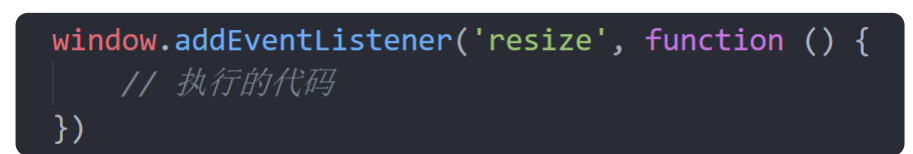 window.addEventListener('resize', function () {
    // 执行的代码
})